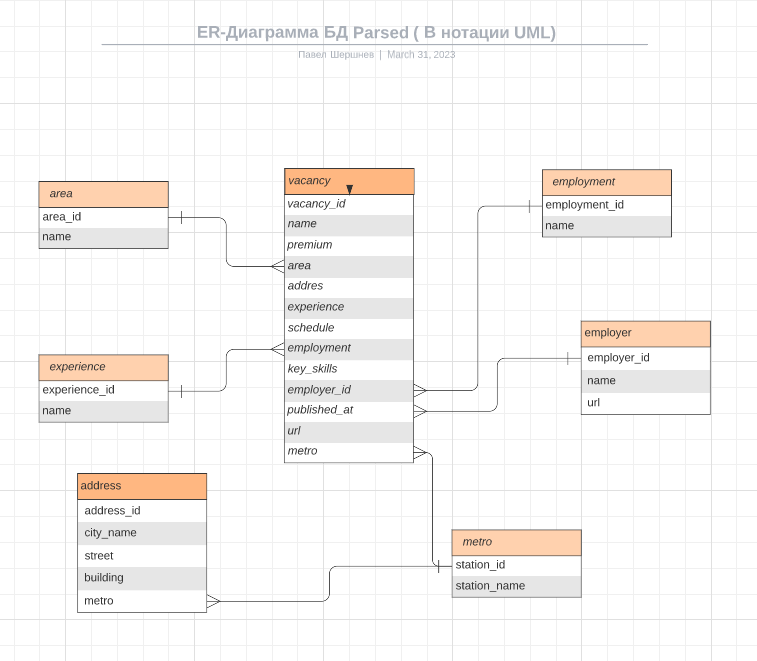 ER-Диаграмма БД Parsed ( В нотации UML)
Павел Шершнев | March 31, 2023
area
area_id
name
vacancy
vacancy_id
name
premium
area
addres
experience
schedule
employment
key_skills
employer_id
published_at
url
metro
employment
employment_id
name
employer
employer_id
name
url
experience
experience_id
name
address
address_id
city_name
street
building
metro
metro
station_id
station_name